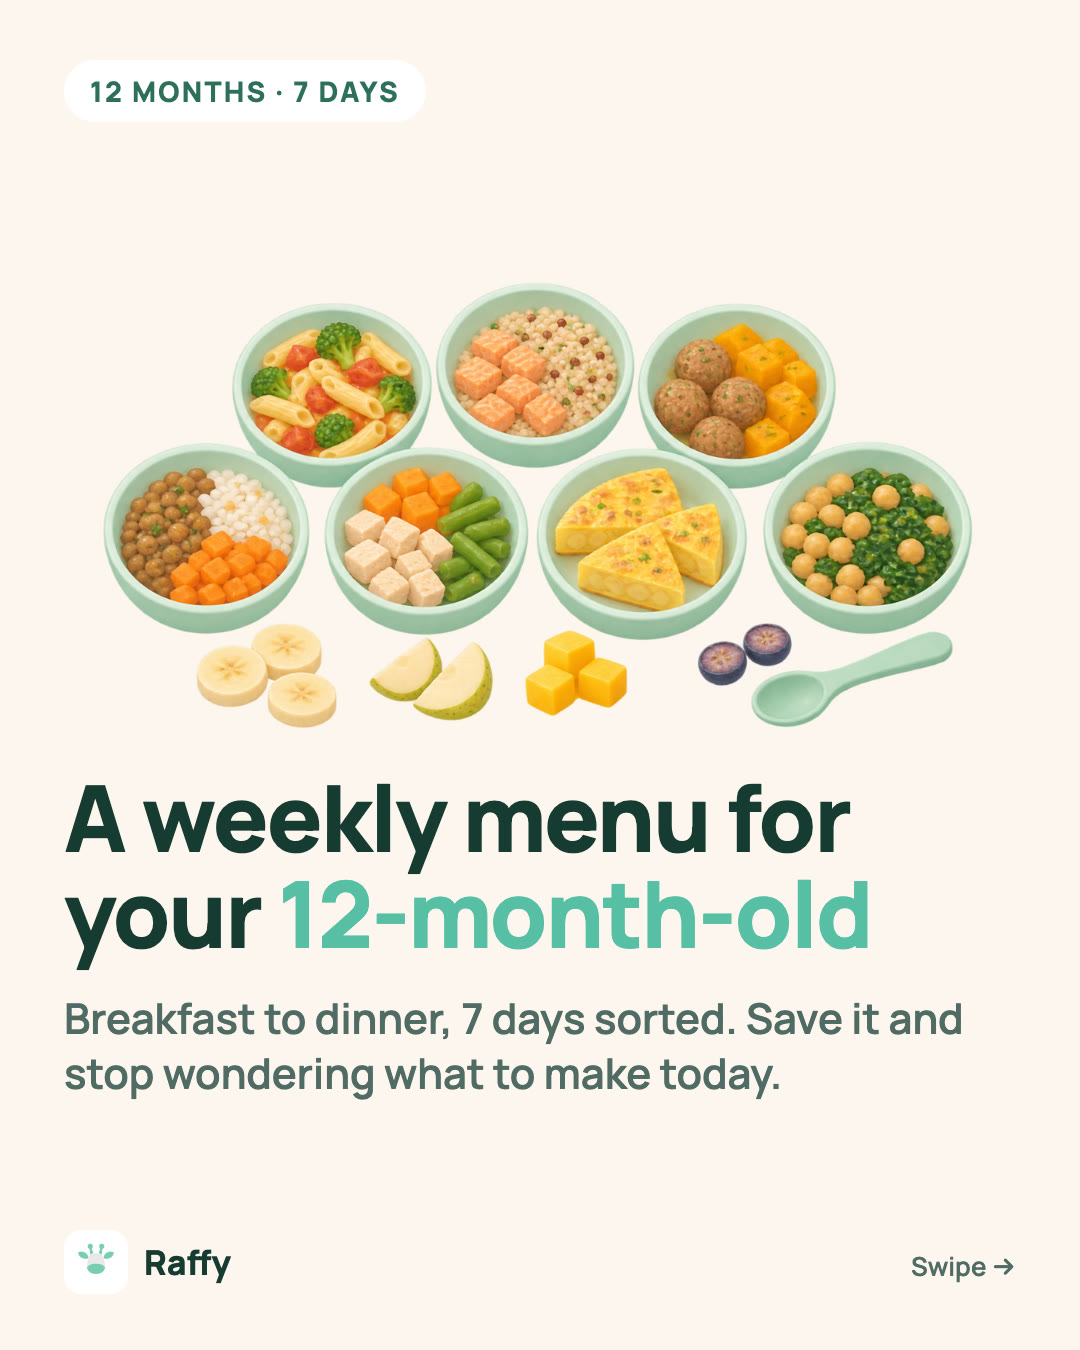 12 MONTHS · 7 DAYS
A weekly menu for
your 12-month-old
Breakfast to dinner, 7 days sorted. Save it and
stop wondering what to make today.
Raffy
Swipe →